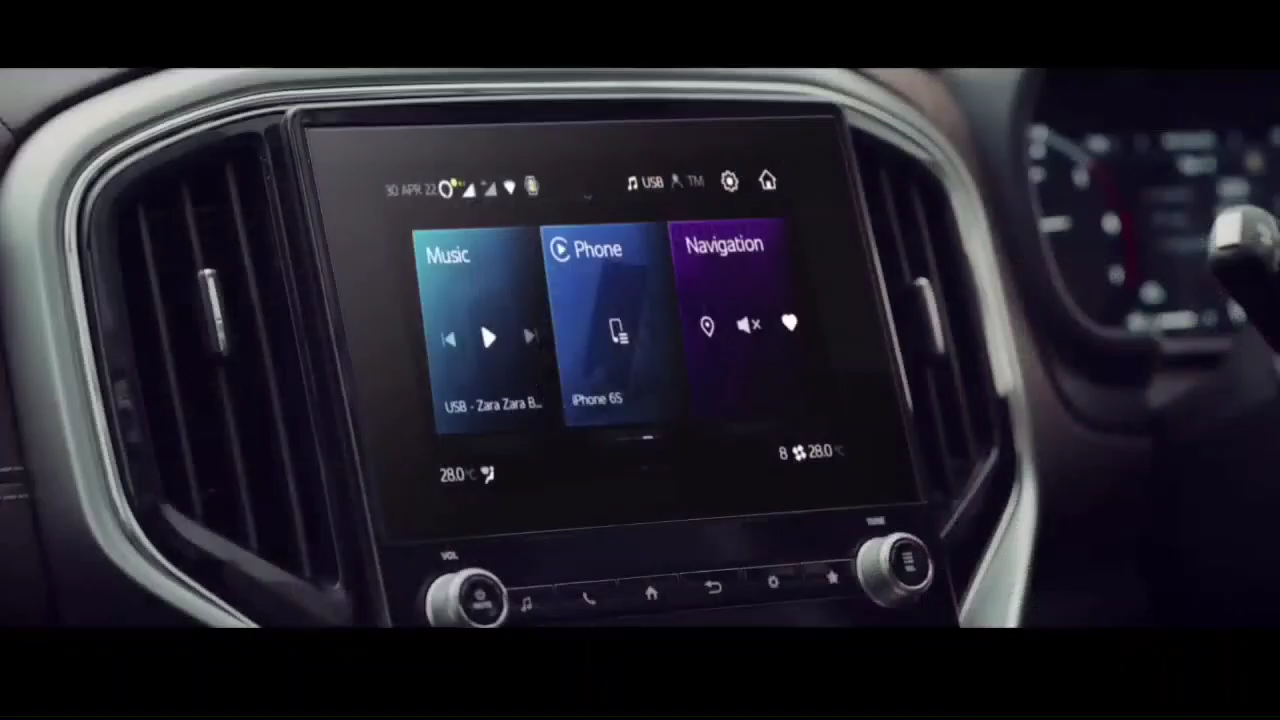 30 APR 22
USB TM
Music
Phone
Navigation
USB - Zara Zara B...
iPhone 6S
28.0°C
8 28.0°C
VOL
TUNE